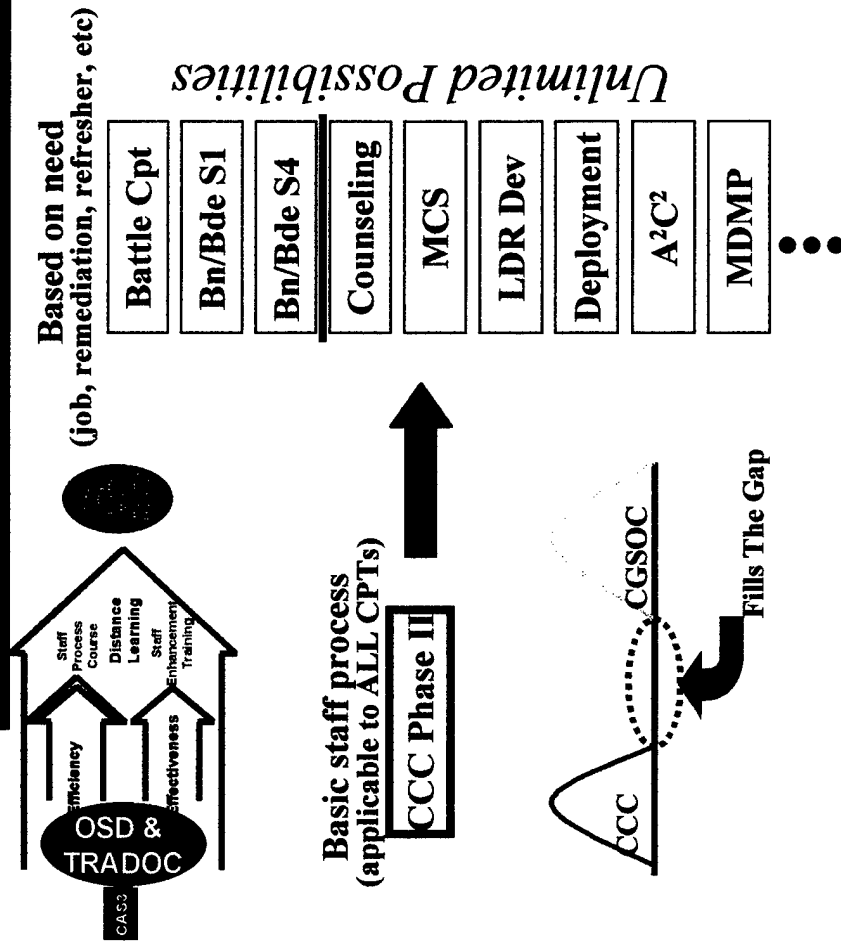 CAS3
OSD &
TRADOC
Efficiency
Effectiveness
Staff
Process
Course
Distance
Learning
Staff
Enhancement
Training
Based on need
(job, remediation, refresher, etc)
Basic staff process
(applicable to ALL CPTs)
CCC Phase II
Battle Cpt
Bn/Bde S1
Bn/Bde S4
Counseling
MCS
LDR Dev
Deployment
A²C²
MDMP
Unlimited Possibilities
CCC
CGSOC
Fills The Gap